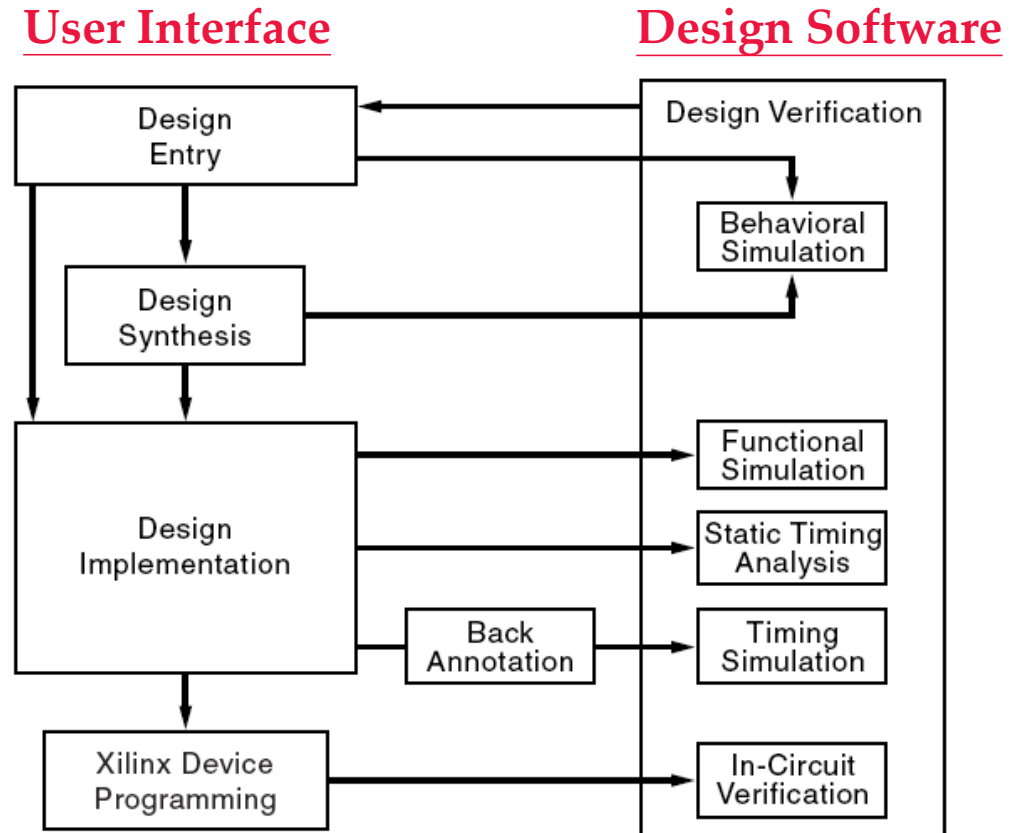 User Interface
Design Software
Design
Entry
Design Verification
Behavioral
Simulation
Design
Synthesis
Functional
Simulation
Design
Implementation
Static Timing
Analysis
Back
Annotation
Timing
Simulation
Xilinx Device
Programming
In-Circuit
Verification